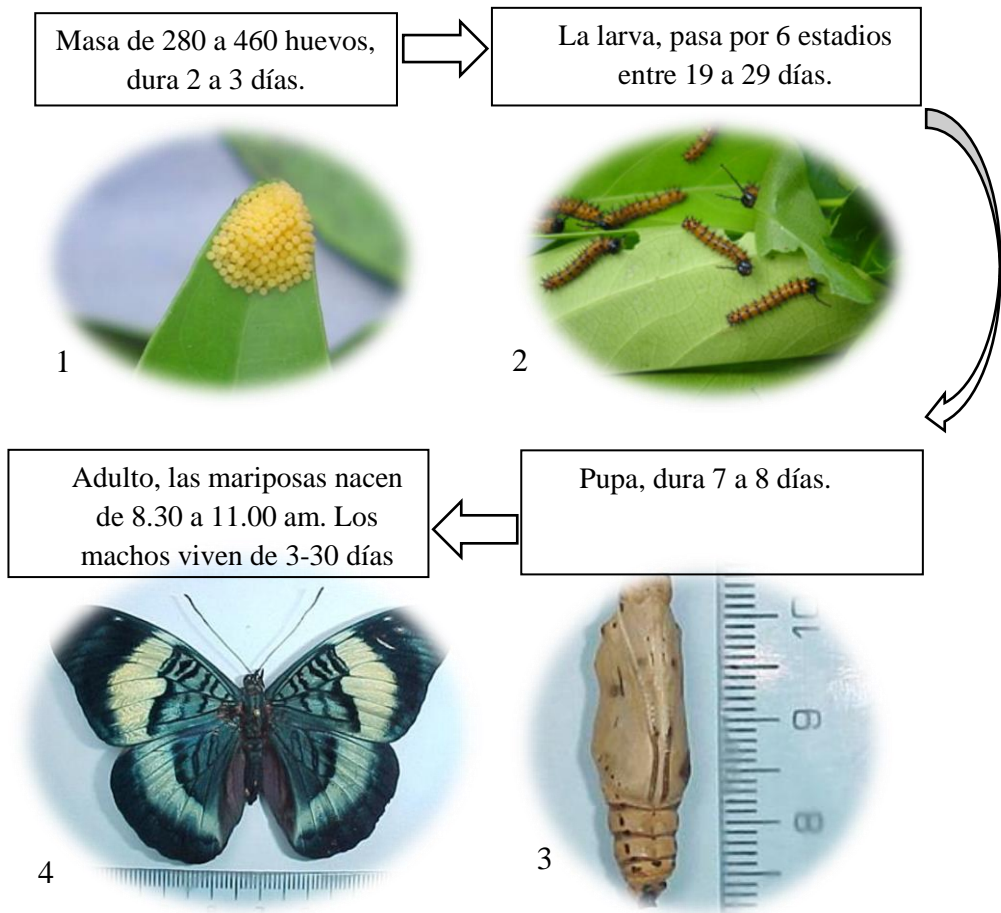 Masa de 280 a 460 huevos,
dura 2 a 3 días.
La larva, pasa por 6 estadios
entre 19 a 29 días.
1
2
Adulto, las mariposas nacen
de 8.30 a 11.00 am. Los
machos viven de 3-30 días
Pupa, dura 7 a 8 días.
10
9
8
4
3